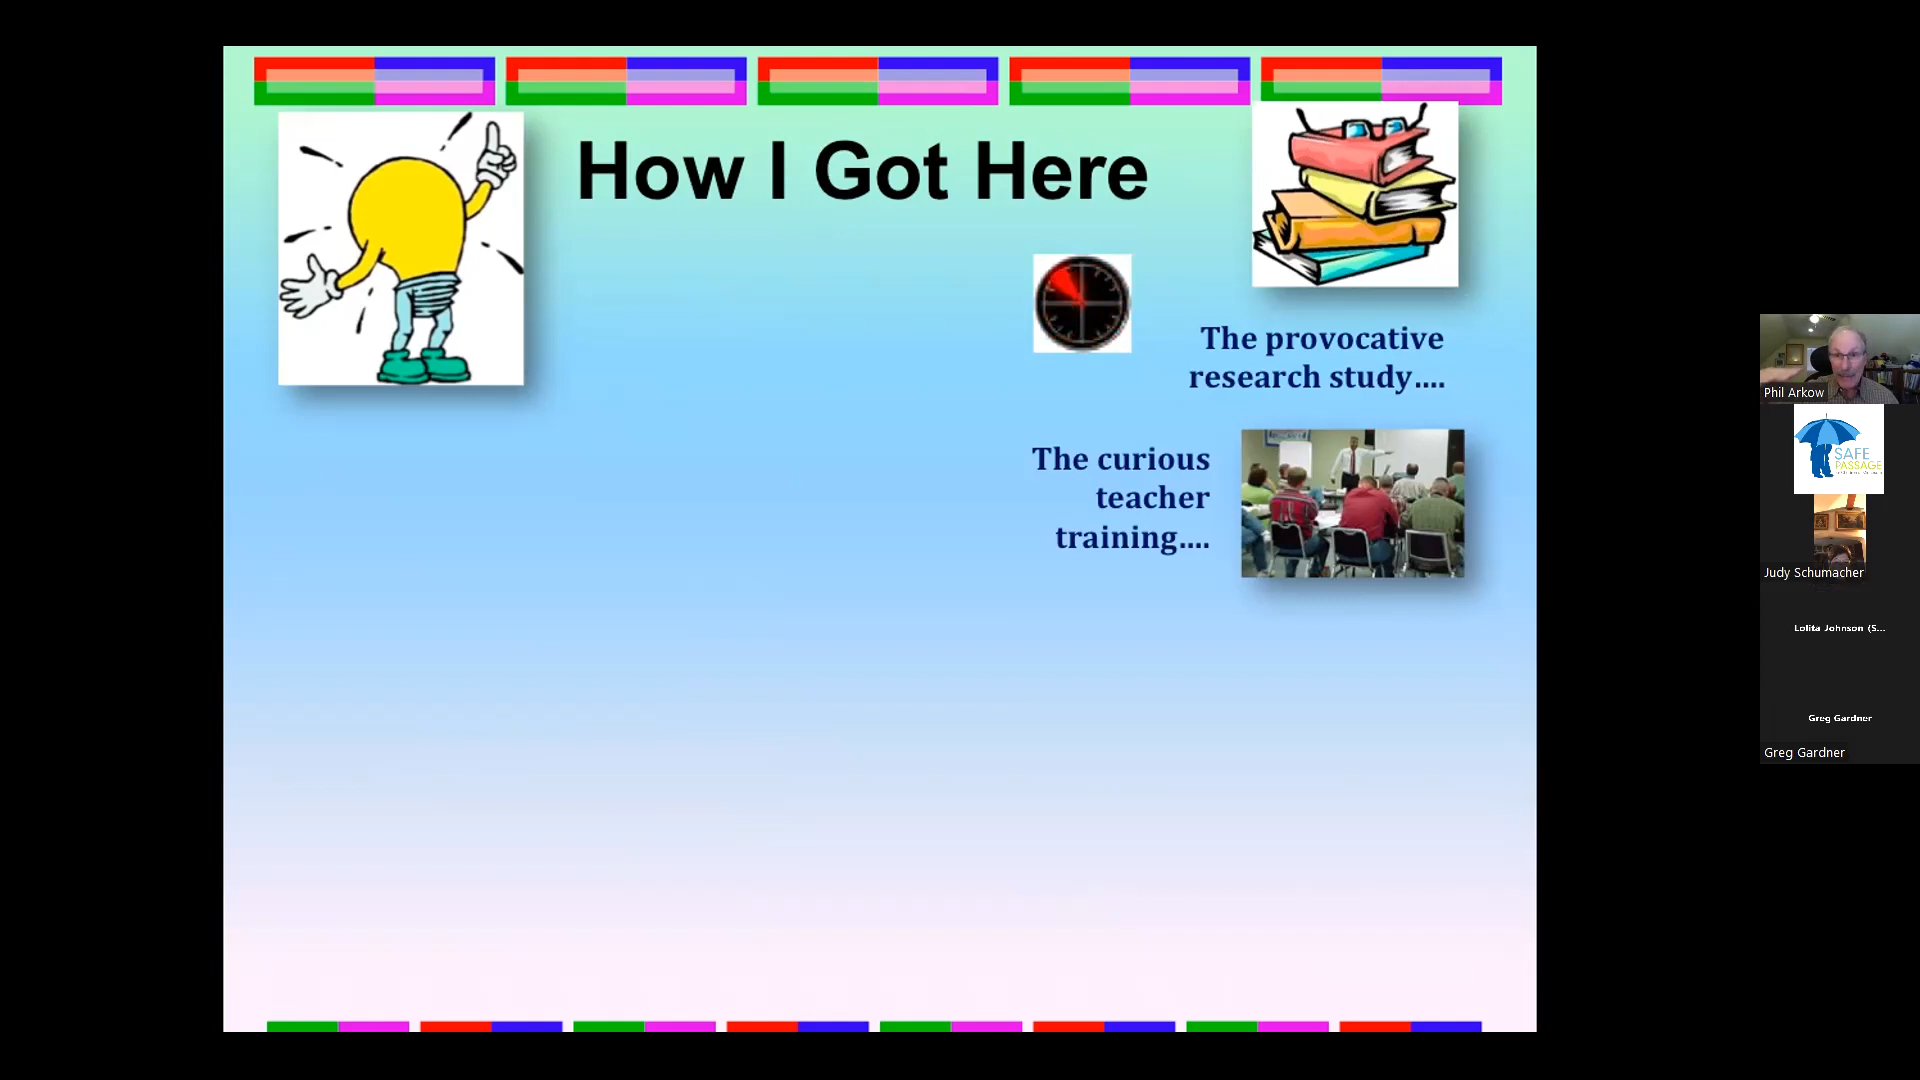 How I Got Here
The provocative
research study....
The curious
teacher
training....
Phil Arkow
SAFE
PASSAGE
Judy Schumacher
Lolita Johnson (S...
Greg Gardner
Greg Gardner